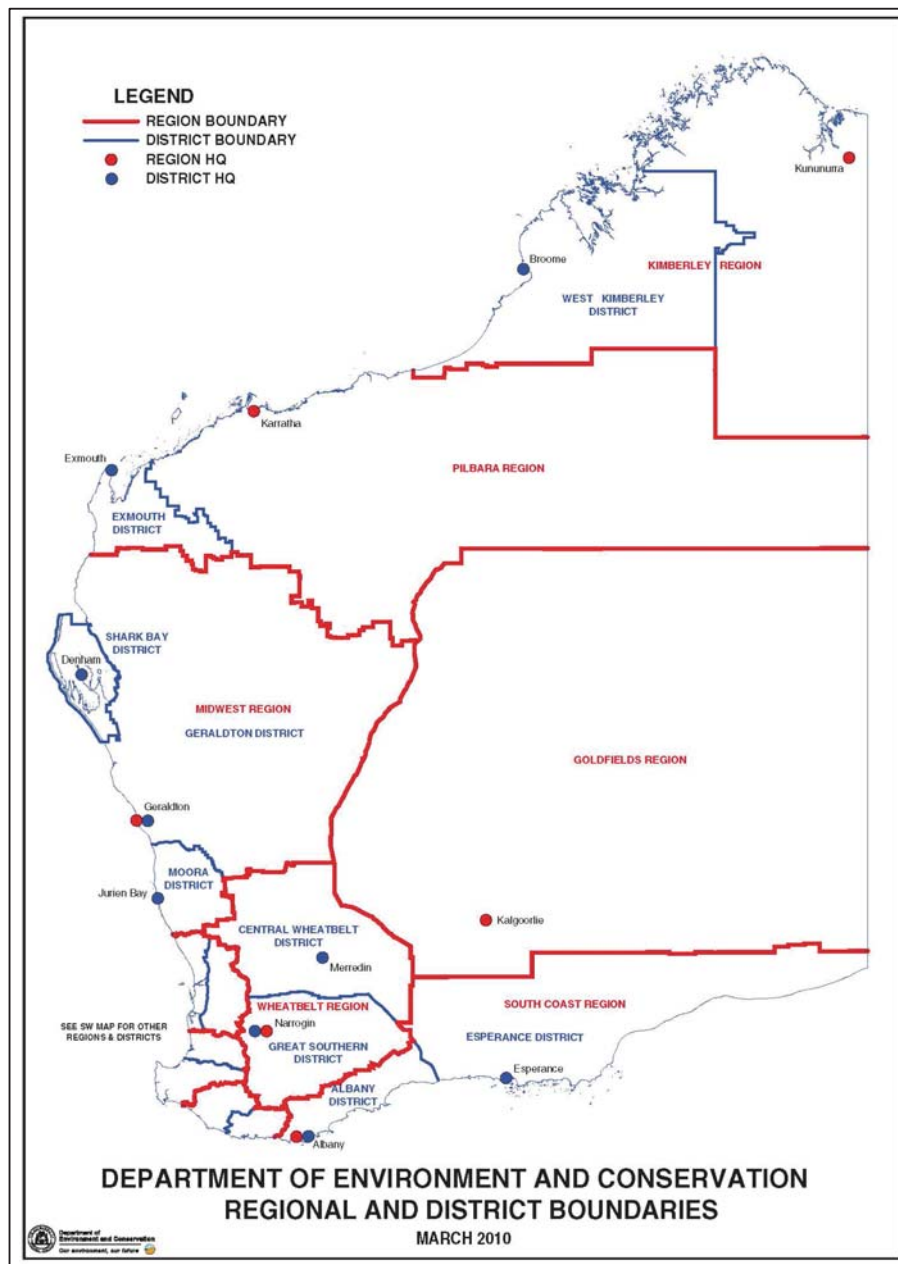 LEGEND
REGION BOUNDARY
DISTRICT BOUNDARY
REGION HQ
DISTRICT HQ
Kununurra
Broome
KIMBERLEY REGION
WEST KIMBERLEY
DISTRICT
Karratha
Exmouth
PILBARA REGION
EXMOUTH
DISTRICT
SHARK BAY
DISTRICT
Denham
MIDWEST REGION
GERALDTON DISTRICT
GOLDFIELDS REGION
Geraldton
MOORA
DISTRICT
Jurien Bay
Kalgoorlie
CENTRAL WHEATBELT
DISTRICT
Merredin
WHEATBELT REGION
SOUTH COAST REGION
SEE SW MAP FOR OTHER
REGIONS & DISTRICTS
Narrogin
GREAT SOUTHERN
DISTRICT
ESPERANCE DISTRICT
Esperance
ALBANY
DISTRICT
Albany
DEPARTMENT OF ENVIRONMENT AND CONSERVATION
REGIONAL AND DISTRICT BOUNDARIES
MARCH 2010
Department of
Environment and Conservation
Our environment, our future